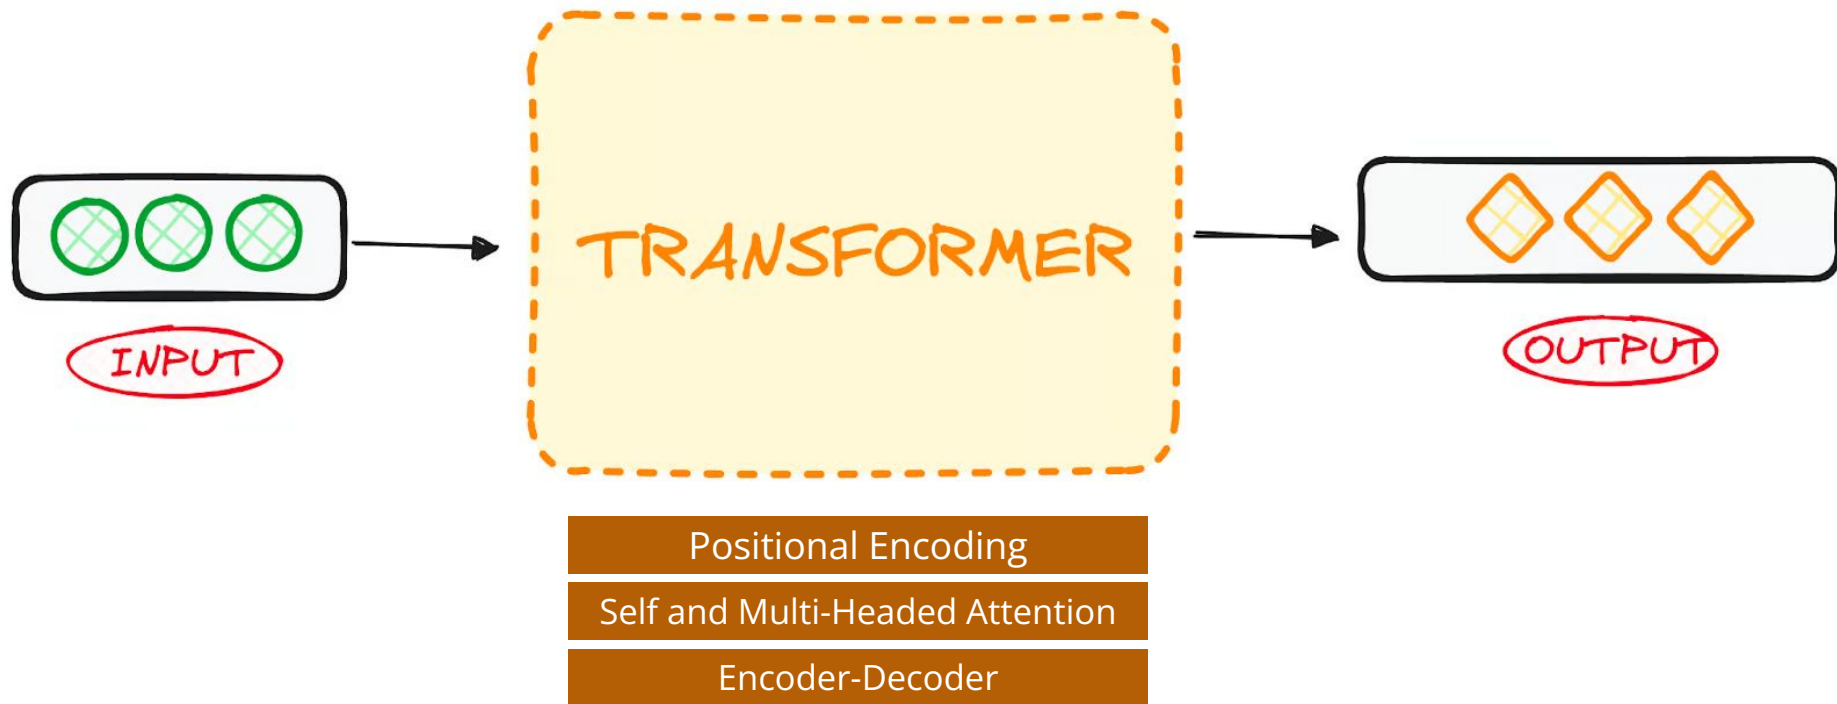 TRANSFORMER
INPUT
OUTPUT
Positional Encoding
Self and Multi-Headed Attention
Encoder-Decoder